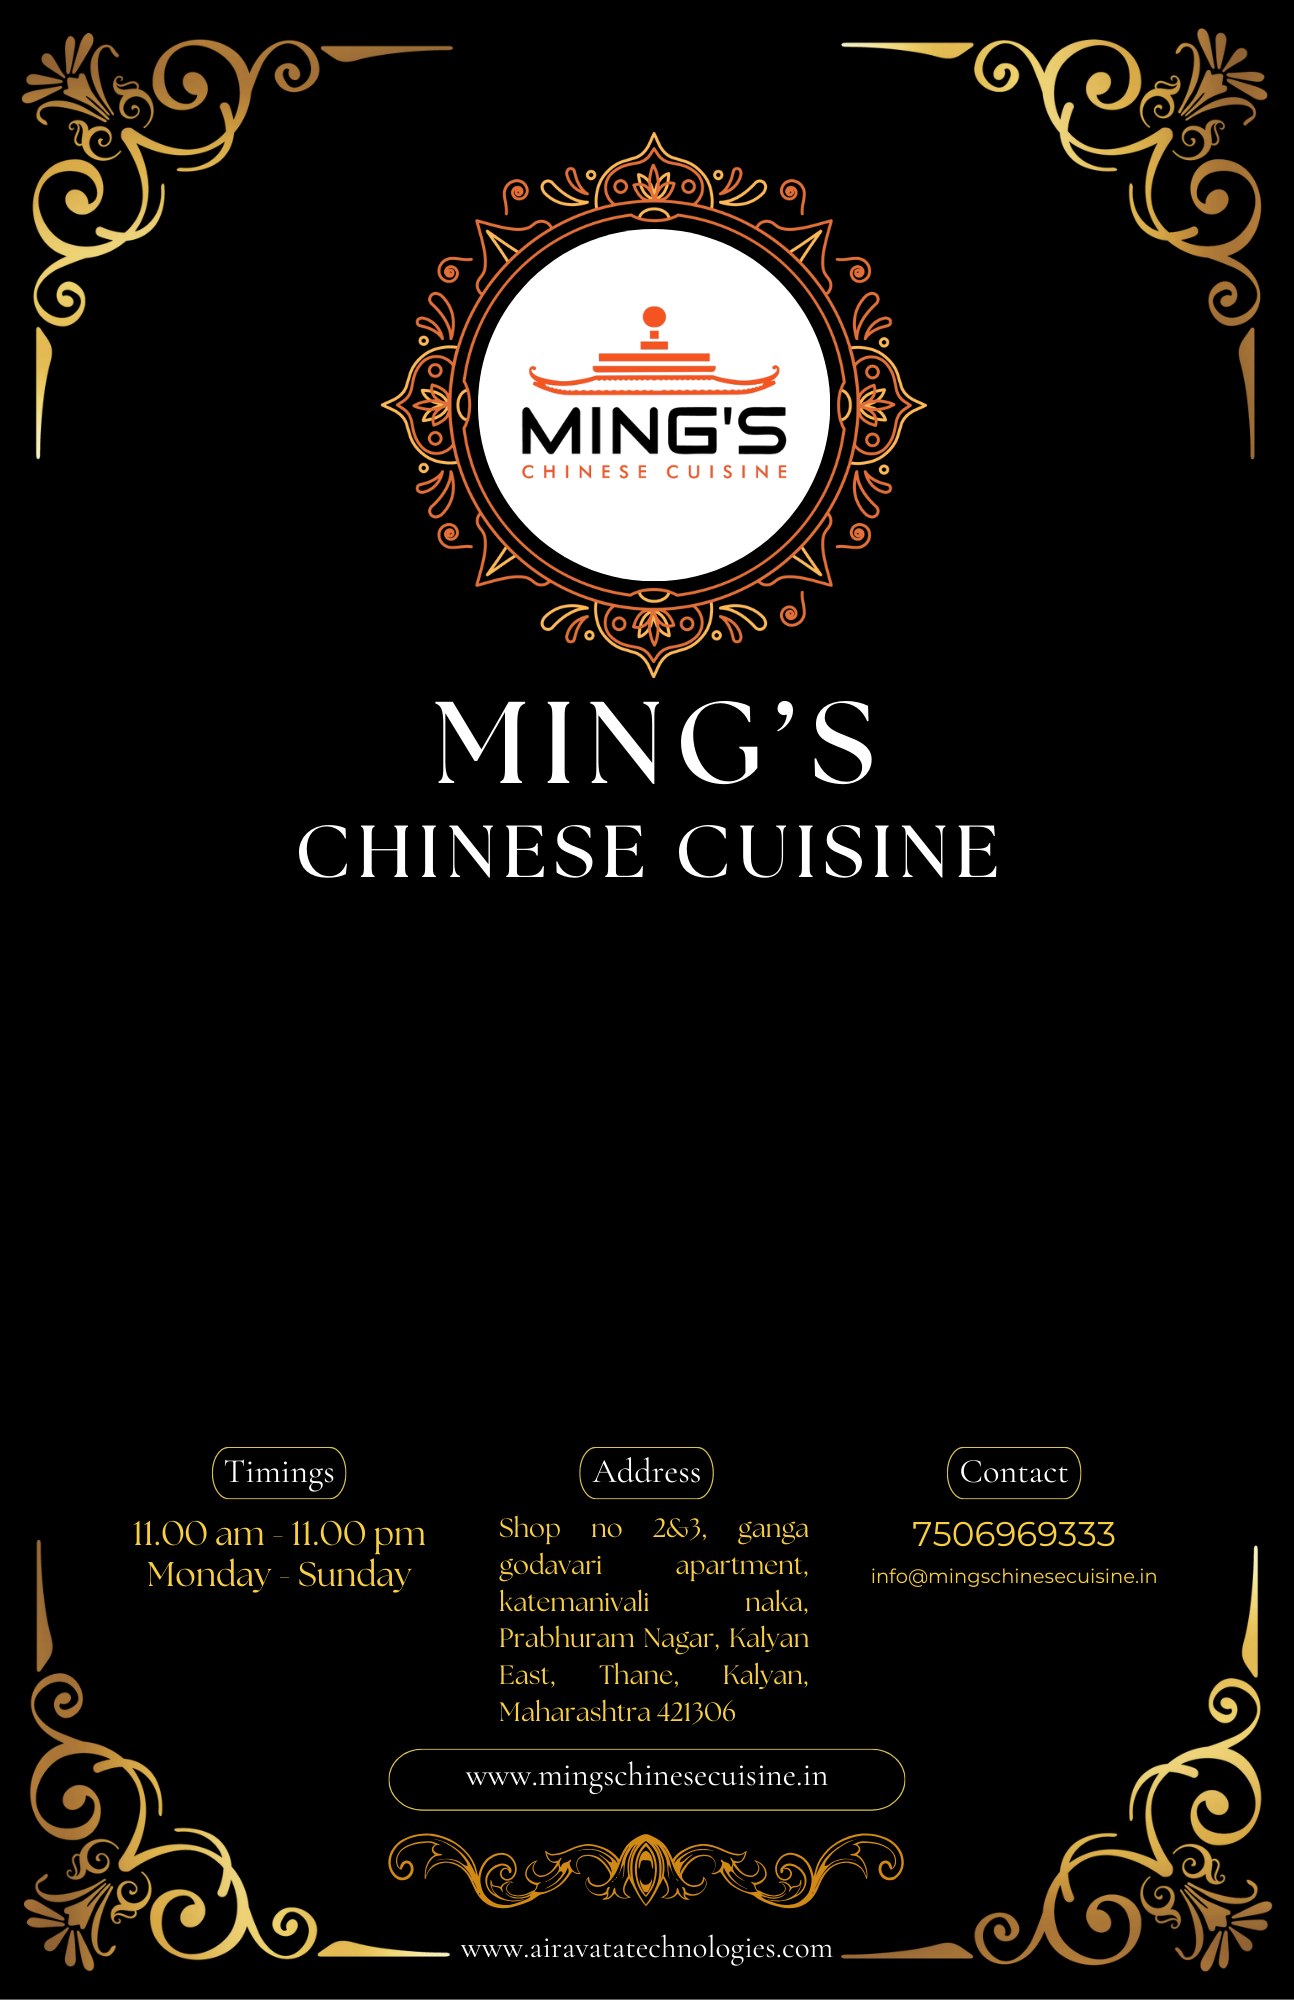 MING'S
CHINESE CUISINE
MING’S
CHINESE CUISINE
Timings
11.00 am - 11.00 pm
Monday - Sunday
Address
Shop no 2&3, ganga
godavari apartment,
katemanivali naka,
Prabhuram Nagar, Kalyan
East, Thane, Kalyan,
Maharashtra 421306
Contact
7506969333
info@mingschinesecuisine.in
www.mingschinesecuisine.in
www.airavatatechnologies.com